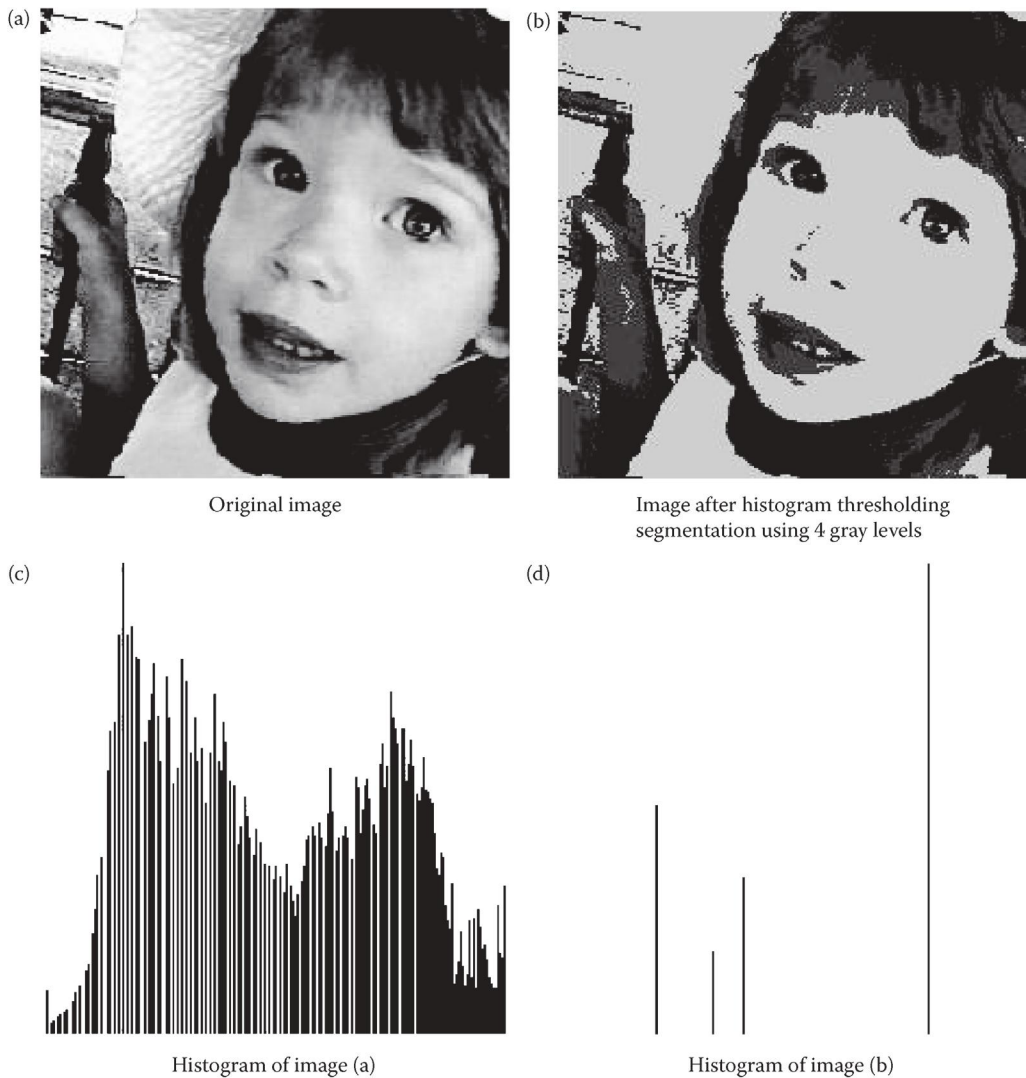 (a)
(b)
Original image
Image after histogram thresholding
segmentation using 4 gray levels
(c)
(d)
Histogram of image (a)
Histogram of image (b)